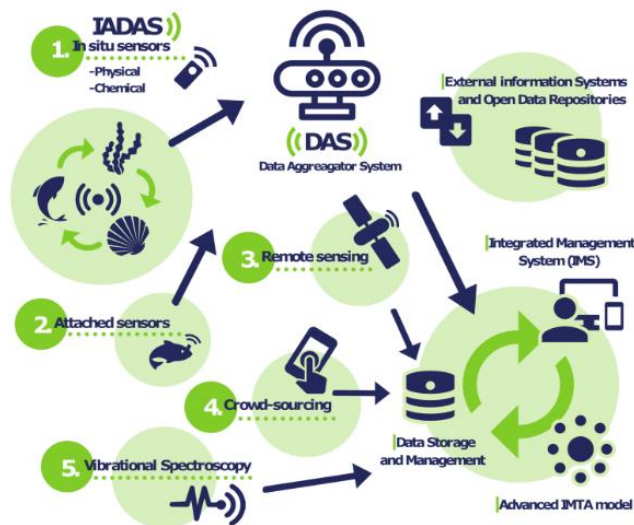 IADAS
1. In situ sensors
-Physical
-Chemical
DAS
Data Aggreagator System
External information Systems
and Open Data Repositories
3. Remote sensing
Integrated Management
System (IMS)
2. Attached sensors
4. Crowd-sourcing
Data Storage
and Management
5. Vibrational Spectroscopy
Advanced IMTA model